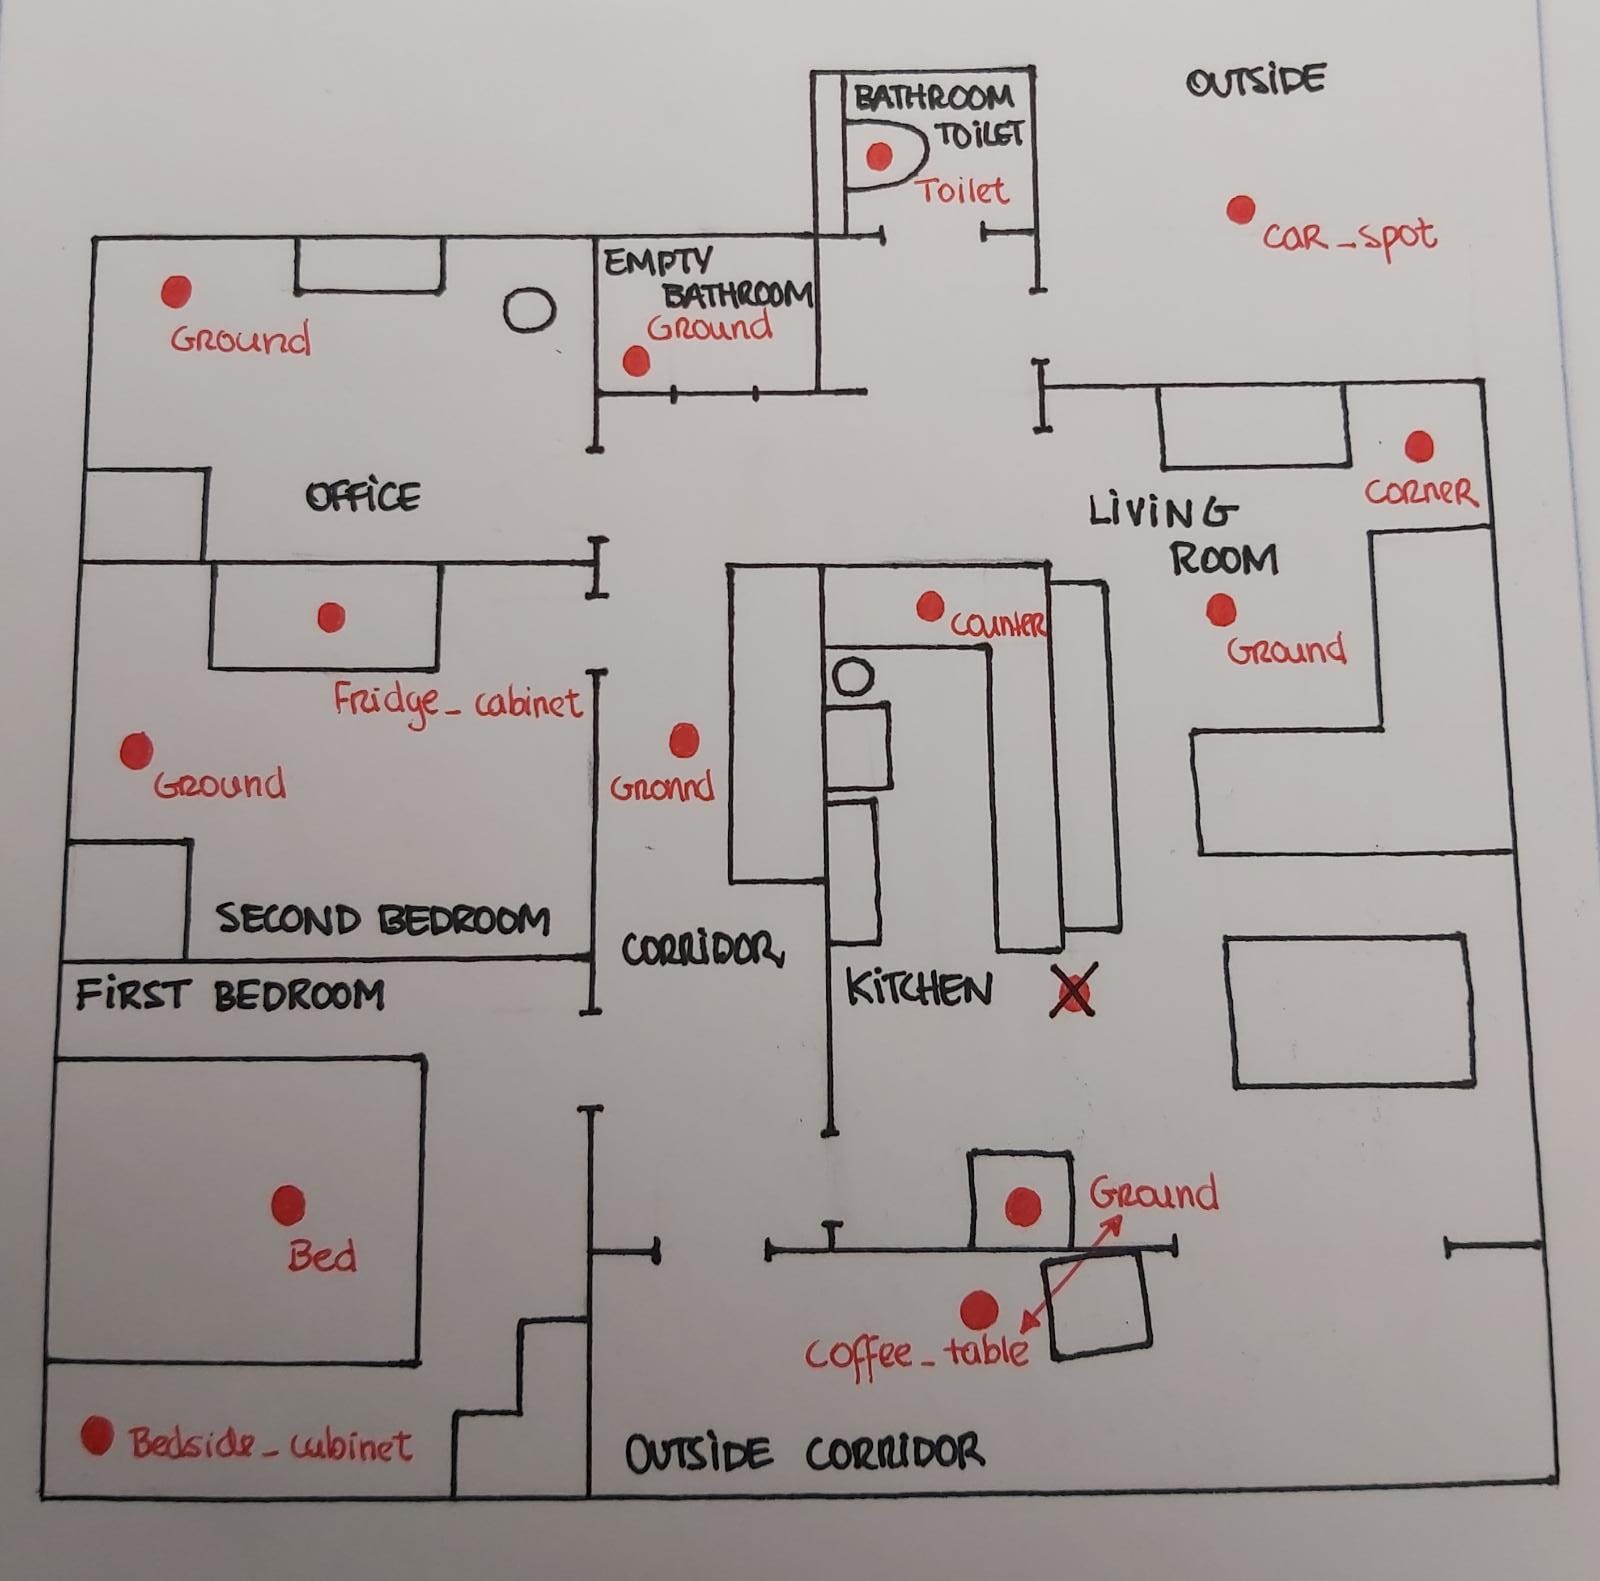 OUTSIDE
BATHROOM
TOILET
Toilet
CAR_spot
EMPTY
BATHROOM
Ground
Ground
OFFICE
CORNER
LIVING
ROOM
Counter
Ground
Fridge_cabinet
Ground
Gronnd
SECOND BEDROOM
CORRIDOR
FIRST BEDROOM
KITCHEN
Ground
Bed
Coffee_table
Bedside_cabinet
OUTSIDE CORRIDOR